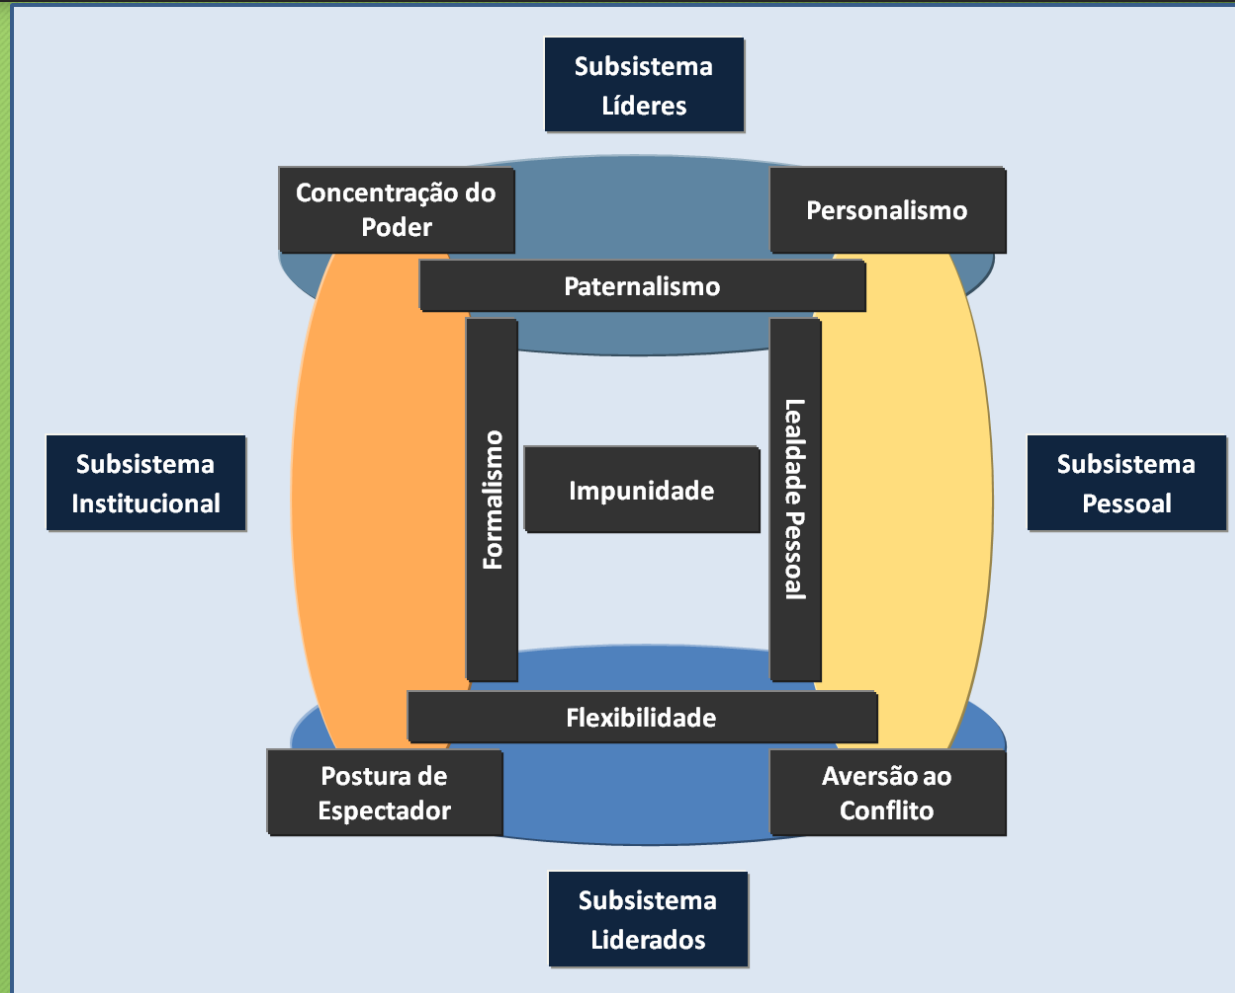 Subsistema
Líderes
Concentração do
Poder
Personalismo
Paternalismo
Formalismo
Lealdade Pessoal
Impunidade
Subsistema
Institucional
Subsistema
Pessoal
Flexibilidade
Postura de
Espectador
Aversão ao
Conflito
Subsistema
Liderados